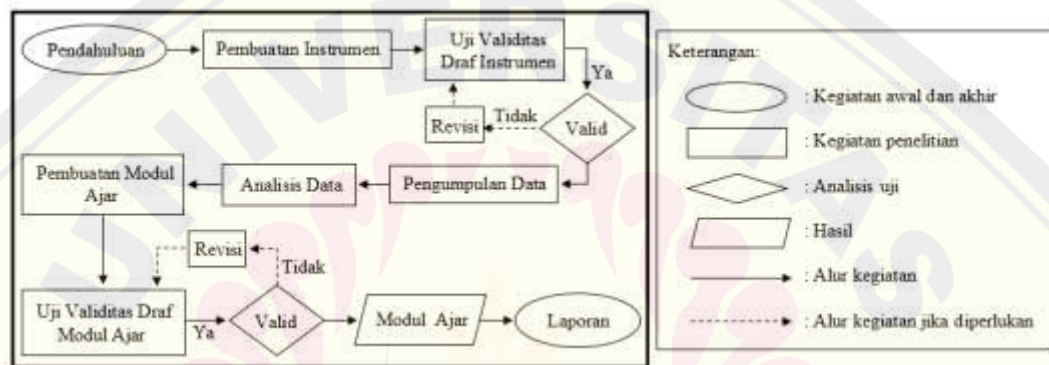 Pendahuluan
Pembuatan Instrumen
Uji Validitas
Draf Instrumen
Ya
Valid
Tidak
Revisi
Pengumpulan Data
Analisis Data
Pembuatan Modul
Ajar
Revisi
Tidak
Uji Validitas Draf
Modul Ajar
Ya
Valid
Modul Ajar
Laporan
Keterangan:
: Kegiatan awal dan akhir
: Kegiatan penelitian
: Analisis uji
: Hasil
: Alur kegiatan
: Alur kegiatan jika diperlukan
UNIVERSITAS